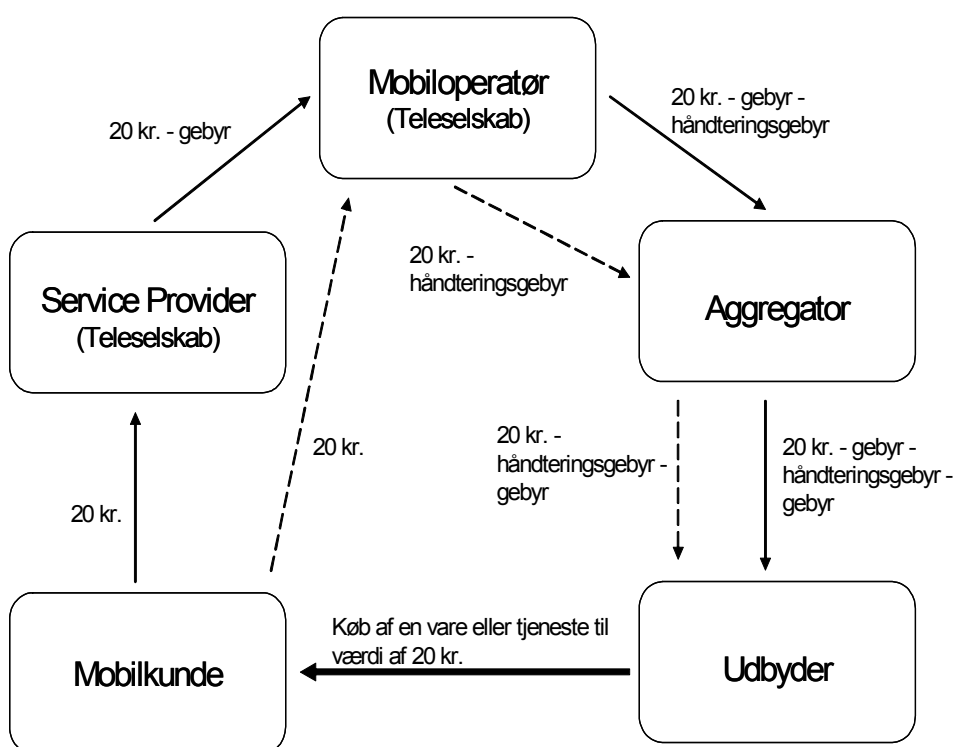 Mobiloperatør
(Teleselskab)
20 kr. - gebyr
20 kr. - gebyr -
håndteringsgebyr
20 kr. -
håndteringsgebyr
Service Provider
(Teleselskab)
Aggregator
20 kr.
20 kr.
20 kr. -
håndteringsgebyr -
gebyr
20 kr. - gebyr -
håndteringsgebyr -
gebyr
Mobilkunde
Køb af en vare eller tjeneste til
værdi af 20 kr.
Udbyder